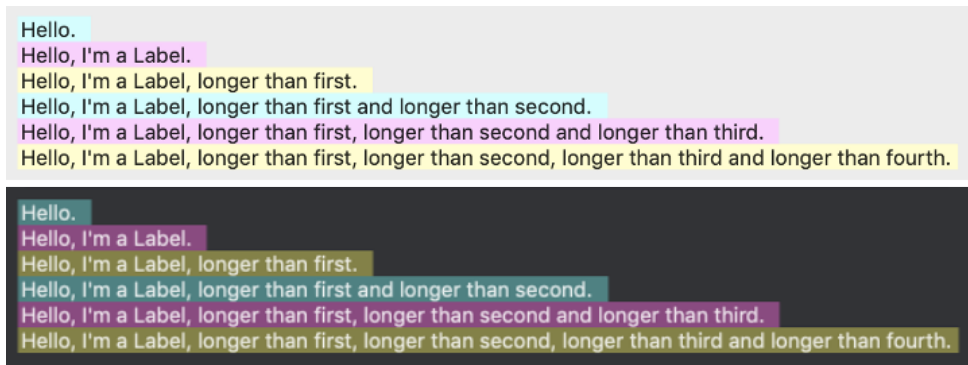 Hello.
Hello, I'm a Label.
Hello, I'm a Label, longer than first.
Hello, I'm a Label, longer than first and longer than second.
Hello, I'm a Label, longer than first, longer than second and longer than third.
Hello, I'm a Label, longer than first, longer than second, longer than third and longer than fourth.
Hello.
Hello, I'm a Label.
Hello, I'm a Label, longer than first.
Hello, I'm a Label, longer than first and longer than second.
Hello, I'm a Label, longer than first, longer than second and longer than third.
Hello, I'm a Label, longer than first, longer than second, longer than third and longer than fourth.